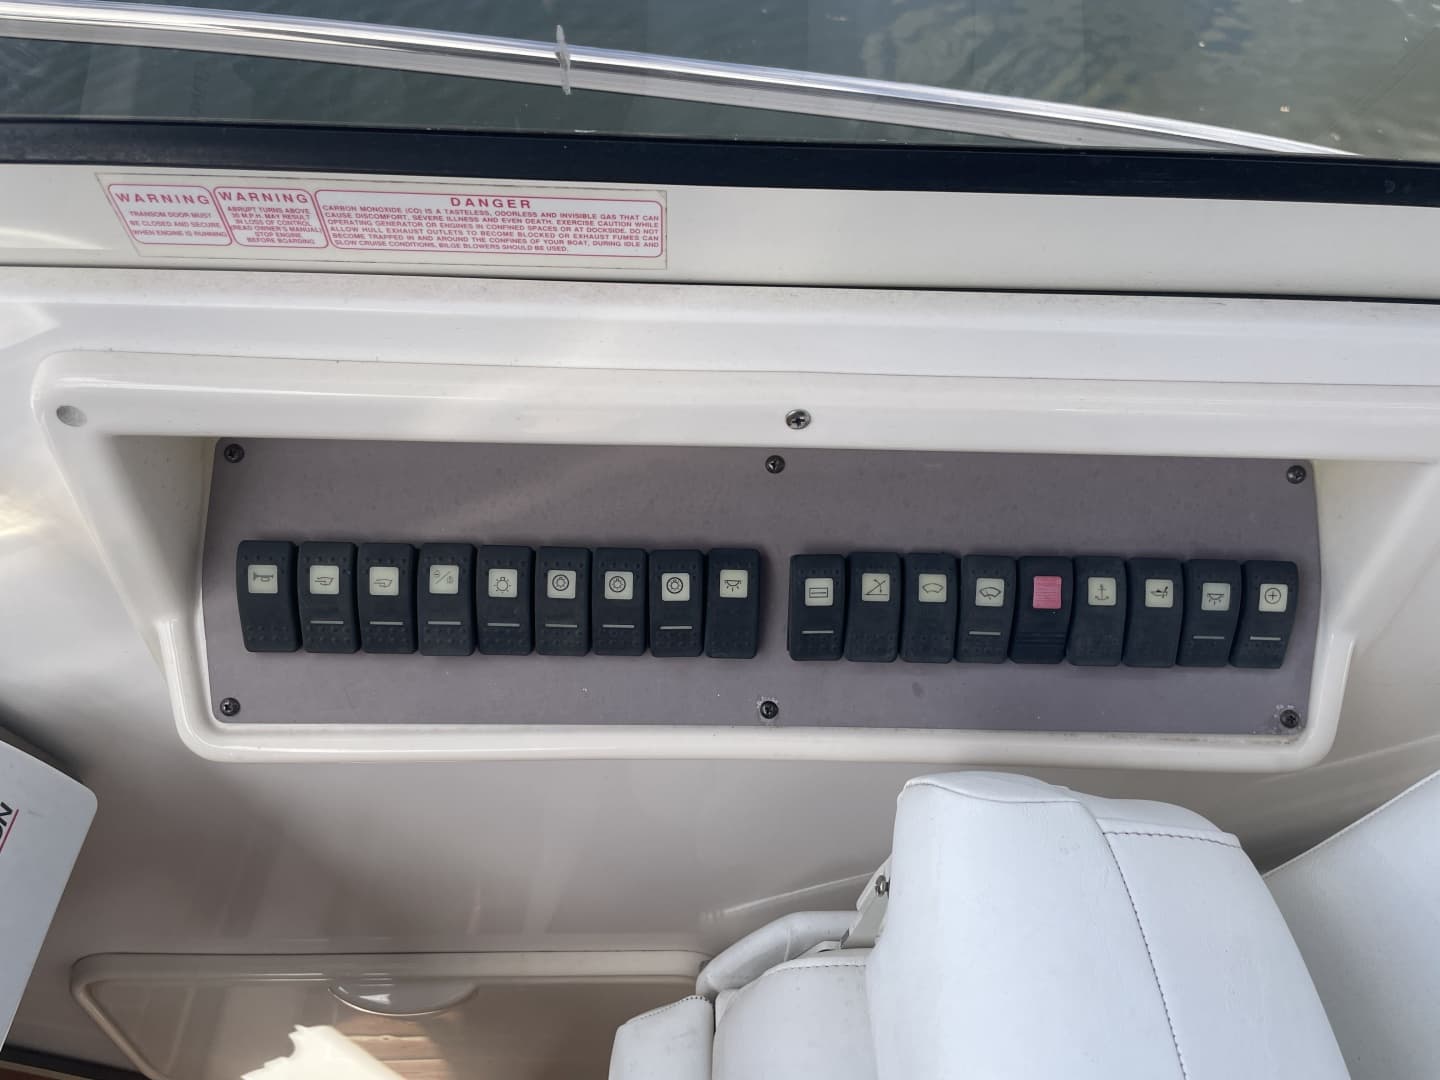 WARNING
TRANSOM DOOR MUST
BE CLOSED AND SECURE
WHEN ENGINE IS RUNNING
WARNING
ABRUPT TURNS ABOVE
30 M.P.H. MAY RESULT
IN LOSS OF CONTROL
(READ OWNER'S MANUAL)
STOP ENGINE
BEFORE BOARDING
DANGER
CARBON MONOXIDE (CO) IS A TASTELESS, ODORLESS AND INVISIBLE GAS THAT CAN
CAUSE DISCOMFORT, SEVERE ILLNESS AND EVEN DEATH. EXERCISE CAUTION WHILE
OPERATING GENERATOR OR ENGINES IN CONFINED SPACES OR AT DOCKSIDE. DO NOT
ALLOW HULL EXHAUST OUTLETS TO BECOME BLOCKED OR EXHAUST FUMES CAN
BECOME TRAPPED IN AND AROUND THE CONFINES OF YOUR BOAT, DURING IDLE AND
SLOW CRUISE CONDITIONS, BILGE BLOWERS SHOULD BE USED.